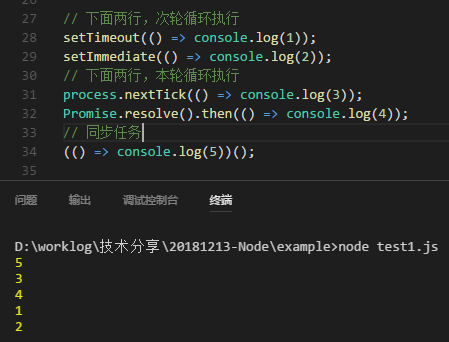 27 // 下面两行，次轮循环执行
28 setTimeout(() => console.log(1));
29 setImmediate(() => console.log(2));
30 // 下面两行，本轮循环执行
31 process.nextTick(() => console.log(3));
32 Promise.resolve().then(() => console.log(4));
33 // 同步任务
34 (() => console.log(5))();
35
问题 输出 调试控制台 终端
D:\worklog\技术分享\20181213-Node\example>node test1.js
5
3
4
1
2